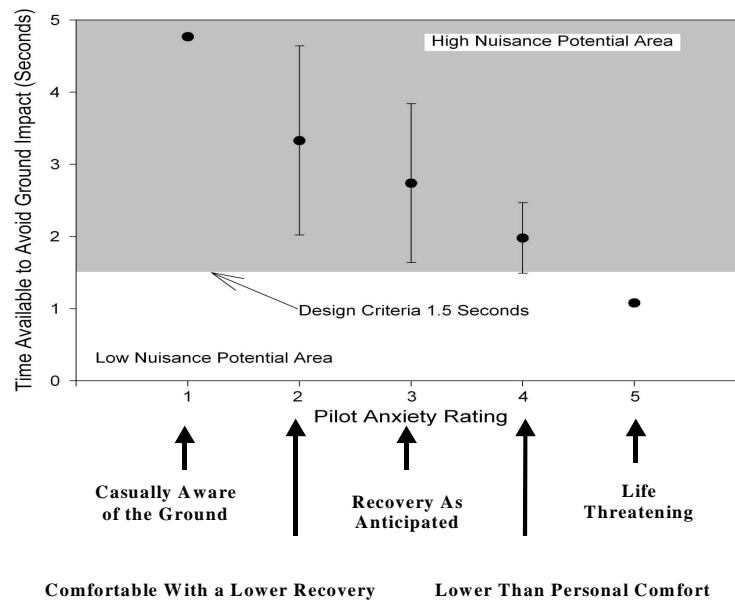 Time Available to Avoid Ground Impact (Seconds)
5
High Nuisance Potential Area
4
3
2
Design Criteria 1.5 Seconds
1
Low Nuisance Potential Area
0
1 2 3 4 5
Pilot Anxiety Rating
Casually Aware
of the Ground
Recovery As
Anticipated
Life
Threatening
Comfortable With a Lower Recovery
Lower Than Personal Comfort